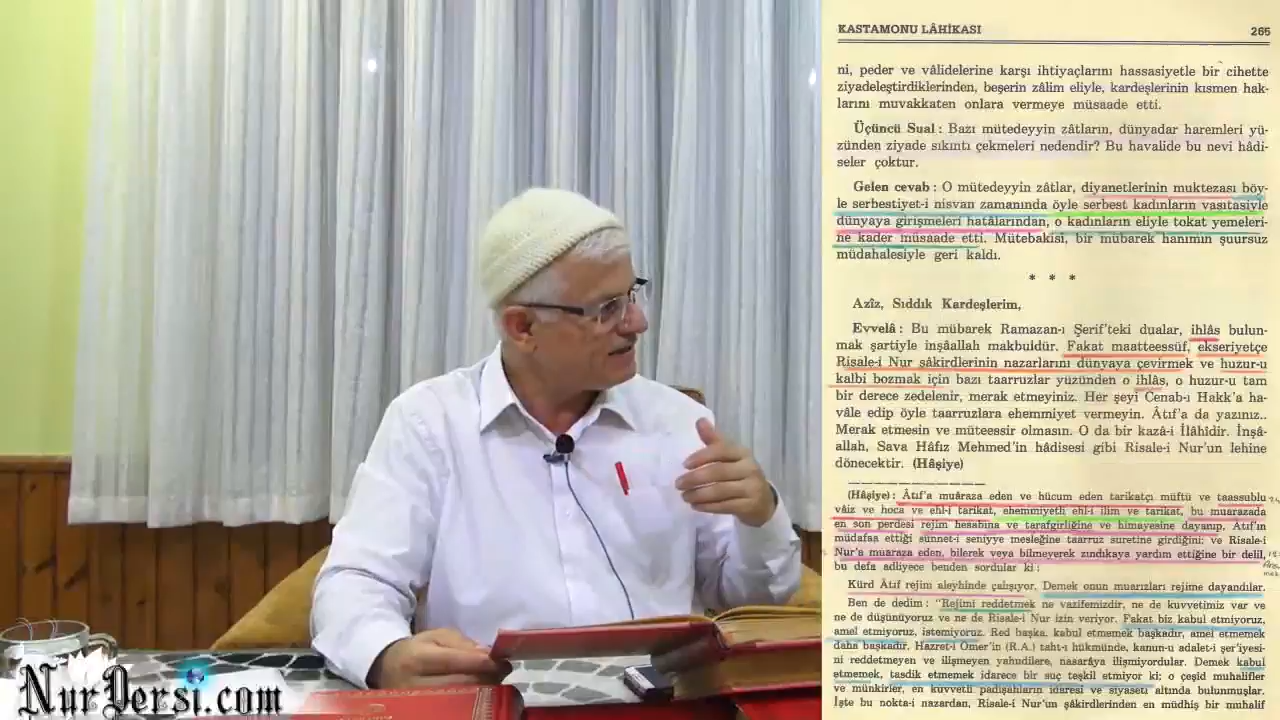 KASTAMONU LÂHİKASI 265
ni, peder ve vâlidelerine karşı ihtiyaçlarını hassasiyetle bir cihette
ziyadeleştirdiklerinden, beşerin zâlim eliyle, kardeşlerinin kısmen hak-
larını muvakkaten onlara vermeye müsaade etti.
Üçüncü Sual : Bazı mütedeyyin zâtların, dünyadar haremleri yü-
zünden ziyade sıkıntı çekmeleri nedendir? Bu havalide bu nevi hâdi-
seler çoktur.
Gelen cevab : O mütedeyyin zâtlar, diyanetlerinin muktezası böy-
le serbestiyet-i nisvan zamanında öyle serbest kadınların vasıtasiyle
dünyaya girişmeleri hatâlarından, o kadınların eliyle tokat yemeleri-
ne kader müsaade etti. Mütebakisi, bir mübarek hanımın şuursuz
müdahalesiyle geri kaldı.
* * *
Azîz, Sıddık Kardeşlerim,
Evvelâ : Bu mübarek Ramazan-ı Şerif'teki dualar, ihlâs bulun-
mak şartiyle inşâallah makbuldür. Fakat maatteessüf, ekseriyetçe
Risale-i Nur şâkirdlerinin nazarlarını dünyaya çevirmek ve huzur-u
kalbi bozmak için bazı taarruzlar yüzünden o ihlâs, o huzur-u tam
bir derece zedelenir, merak etmeyiniz. Her şeyi Cenab-ı Hakk'a ha-
vâle edip öyle taarruzlara ehemmiyet vermeyin. Âtıf'a da yazınız..
Merak etmesin ve müteessir olmasın. O da bir kazâ-i İlâhîdir. İnşâ-
allah, Sava Hâfız Mehmed'in hâdisesi gibi Risale-i Nur'un lehine
dönecektir. (Hâşiye)
(Hâşiye) : Âtıf'a muâraza eden ve hücum eden tarikatçı müftü ve taassublu
vâiz ve hoca ve ehl-i tarikat, ehemmiyetli ehl-i ilim ve tarikat, bu muarazada
en son perdesi rejim hesabına ve tarafgirliğine ve himayesine dayanıp, Âtıf'ın
müdafaa ettiği sünnet-i seniyye mesleğine taarruz suretine girdiğini; ve Risale-i
Nur'a muaraza eden, bilerek veya bilmeyerek zındıkaya yardım ettiğine bir delil,
bu defa adliyece benden sordular ki :
Kürd Âtıf rejim aleyhinde çalışıyor. Demek onun muarızları rejime dayandılar.
Ben de dedim : "Rejimi reddetmek ne vazifemizdir, ne de kuvvetimiz var ve
ne de düşünüyoruz ve ne de Risale-i Nur izin veriyor. Fakat biz kabul etmiyoruz,
amel etmiyoruz, istemiyoruz. Red başka, kabul etmemek başkadır, amel etmemek
daha başkadır. Hazret-i Ömer'in (R.A.) taht-ı hükmünde, kanun-u adalet-i şer'iyesi-
ni reddetmeyen ve ilişmeyen yahudilere, nasarâya ilişmiyordular. Demek kabul
etmemek, tasdik etmemek idarece bir suç teşkil etmiyor ki; o çeşid muhalifler
ve münkirler, en kuvvetli padişahların idaresi ve siyaseti altında bulunmuşlar.
İşte bu nokta-i nazardan, Risale-i Nur'un şâkirdlerinden en müdhiş bir muhalif
NurDersi.com